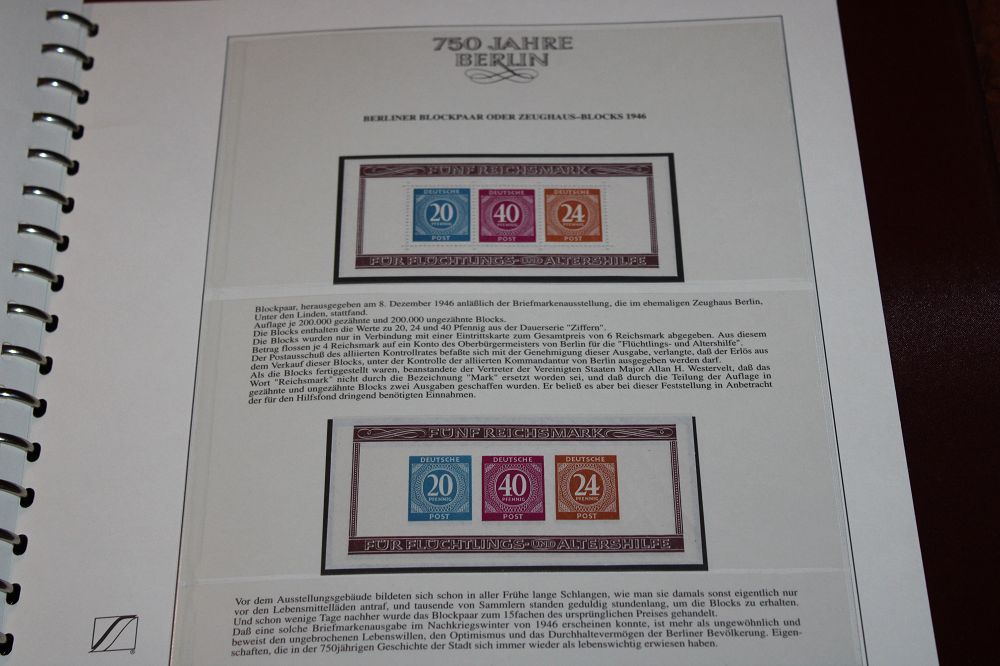 750 JAHRE
BERLIN
BERLINER BLOCKPAAR ODER ZEUGHAUS–BLOCKS 1946
FÜNF REICHSMARK
DEUTSCHE DEUTSCHE DEUTSCHE
20 40 24
PFENNIG PFENNIG PFENNIG
POST POST POST
FÜR FLÜCHTLINGS- UND ALTERSHILFE
Blockpaar, herausgegeben am 8. Dezember 1946 anläßlich der Briefmarkenausstellung, die im ehemaligen Zeughaus Berlin,
Unter den Linden, stattfand.
Auflage je 200.000 gezähnte und 200.000 ungezähnte Blocks.
Die Blocks enthalten die Werte zu 20, 24 und 40 Pfennig aus der Dauerserie "Ziffern".
Die Blocks wurden nur in Verbindung mit einer Eintrittskarte zum Gesamtpreis von 6 Reichsmark abgegeben. Aus diesem
Betrag flossen je 4 Reichsmark auf ein Konto des Oberbürgermeisters von Berlin für die "Flüchtlings- und Altershilfe".
Der Postausschuß des alliierten Kontrollrates befaßte sich mit der Genehmigung dieser Ausgabe, verlangte, daß der Erlös aus
dem Verkauf dieser Blocks, unter der Kontrolle der alliierten Kommandantur von Berlin ausgegeben werden darf.
Als die Blocks fertiggestellt waren, beanstandete der Vertreter der Vereinigten Staaten Major Allan H. Westervelt, daß das
Wort "Reichsmark" nicht durch die Bezeichnung "Mark" ersetzt worden sei, und daß durch die Teilung der Auflage in
gezähnte und ungezähnte Blocks zwei Ausgaben geschaffen wurden. Er beließ es aber bei dieser Feststellung in Anbetracht
der für den Hilfsfond dringend benötigten Einnahmen.
FÜNF REICHSMARK
DEUTSCHE DEUTSCHE DEUTSCHE
20 40 24
PFENNIG PFENNIG PFENNIG
POST POST POST
FÜR FLÜCHTLINGS- UND ALTERSHILFE
Vor dem Ausstellungsgebäude bildeten sich schon in aller Frühe lange Schlangen, wie man sie damals sonst eigentlich nur
vor den Lebensmittelläden antraf, und tausende von Sammlern standen geduldig stundenlang, um die Blocks zu erhalten.
Und schon wenige Tage nachher wurde das Blockpaar zum 15fachen des ursprünglichen Preises gehandelt.
Daß eine solche Briefmarkenausgabe im Nachkriegswinter von 1946 erscheinen konnte, ist mehr als ungewöhnlich und
beweist den ungebrochenen Lebenswillen, den Optimismus und das Durchhaltevermögen der Berliner Bevölkerung. Eigen-
schaften, die in der 750jährigen Geschichte der Stadt sich immer wieder als lebenswichtig erwiesen haben.